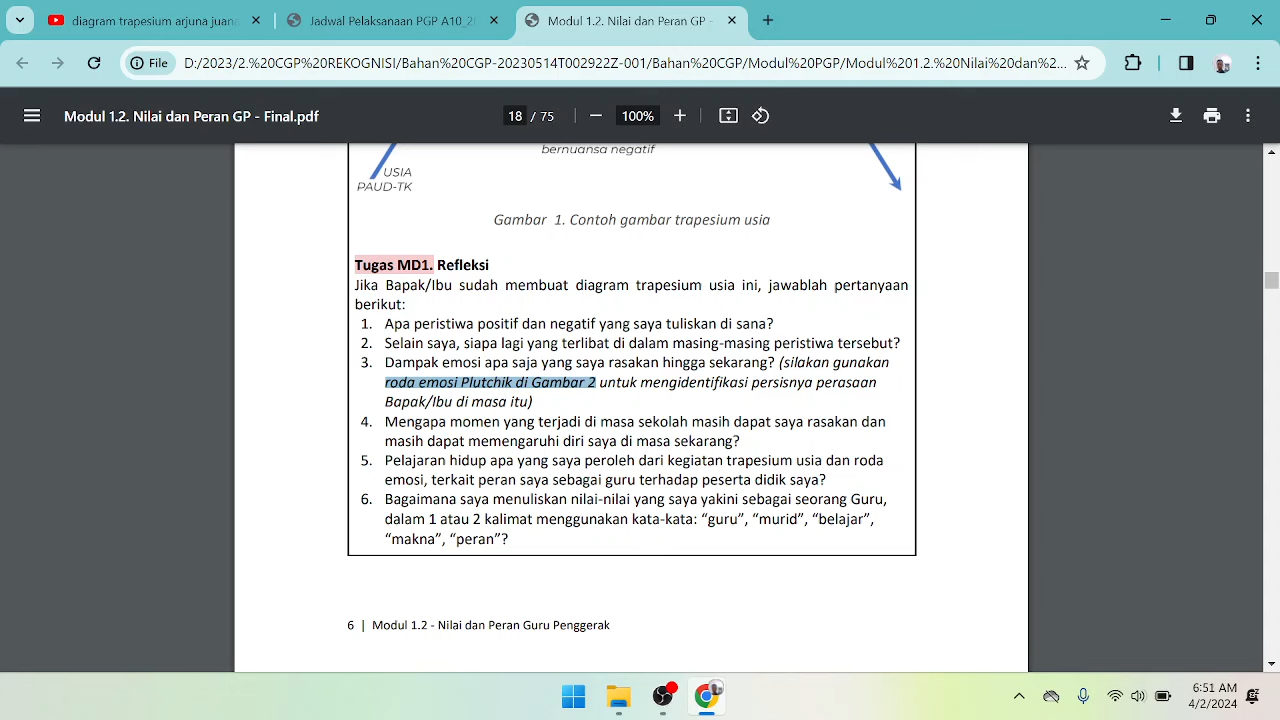 diagram trapesium arjuna juana
Jadwal Pelaksanaan PGP A10_2
Modul 1.2. Nilai dan Peran GP -
File
D:/2023/2.%20CGP%20REKOGNISI/Bahan%20CGP-20230514T002922Z-001/Bahan%20CGP/Modul%20PGP/Modul%201.2.%20Nilai%20dan%2...
Modul 1.2. Nilai dan Peran GP - Final.pdf
18 / 75
100%
bernuansa negatif
USIA
PAUD-TK
Gambar 1. Contoh gambar trapesium usia
Tugas MD1. Refleksi
Jika Bapak/Ibu sudah membuat diagram trapesium usia ini, jawablah pertanyaan
berikut:
1. Apa peristiwa positif dan negatif yang saya tuliskan di sana?
2. Selain saya, siapa lagi yang terlibat di dalam masing-masing peristiwa tersebut?
3. Dampak emosi apa saja yang saya rasakan hingga sekarang? (silakan gunakan
roda emosi Plutchik di Gambar 2 untuk mengidentifikasi persisnya perasaan
Bapak/Ibu di masa itu)
4. Mengapa momen yang terjadi di masa sekolah masih dapat saya rasakan dan
masih dapat memengaruhi diri saya di masa sekarang?
5. Pelajaran hidup apa yang saya peroleh dari kegiatan trapesium usia dan roda
emosi, terkait peran saya sebagai guru terhadap peserta didik saya?
6. Bagaimana saya menuliskan nilai-nilai yang saya yakini sebagai seorang Guru,
dalam 1 atau 2 kalimat menggunakan kata-kata: “guru”, “murid”, “belajar”,
“makna”, “peran”?
6 | Modul 1.2 - Nilai dan Peran Guru Penggerak
6:51 AM
4/2/2024